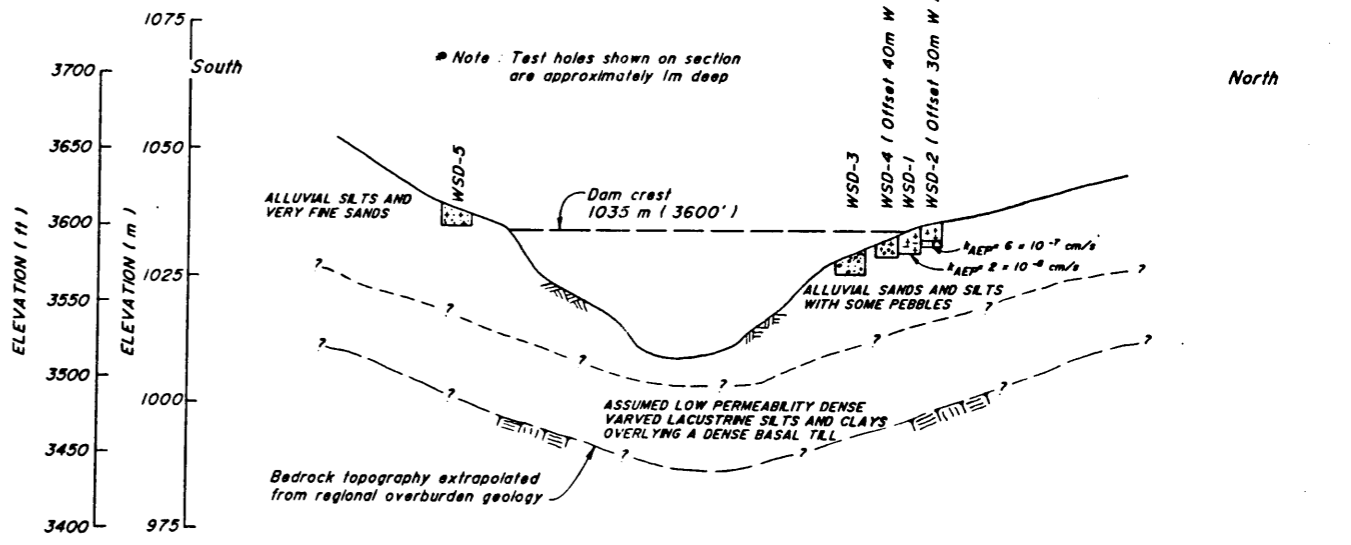 1075
3700
South
Note : Test holes shown on section
are approximately 1m deep
North
3650
1050
WSD-5
WSD-3
WSD-4 ( Offset 40m W
WSD-1
WSD-2 ( Offset 30m W
ALLUVIAL SILTS AND
VERY FINE SANDS
Dam crest
1035 m ( 3600' )
3600
kAEP= 6 × 10 -7 cm/s
1025
kAEP= 2 × 10 -6 cm/s
ELEVATION ( ft )
ELEVATION ( m )
3550
ALLUVIAL SANDS AND SILTS
WITH SOME PEBBLES
?
?
?
?
?
?
?
3500
1000
?
?
?
?
?
?
ASSUMED LOW PERMEABILITY DENSE
VARVED LACUSTRINE SILTS AND CLAYS
OVERLYING A DENSE BASAL TILL
3450
Bedrock topography extrapolated
from regional overburden geology
3400
975